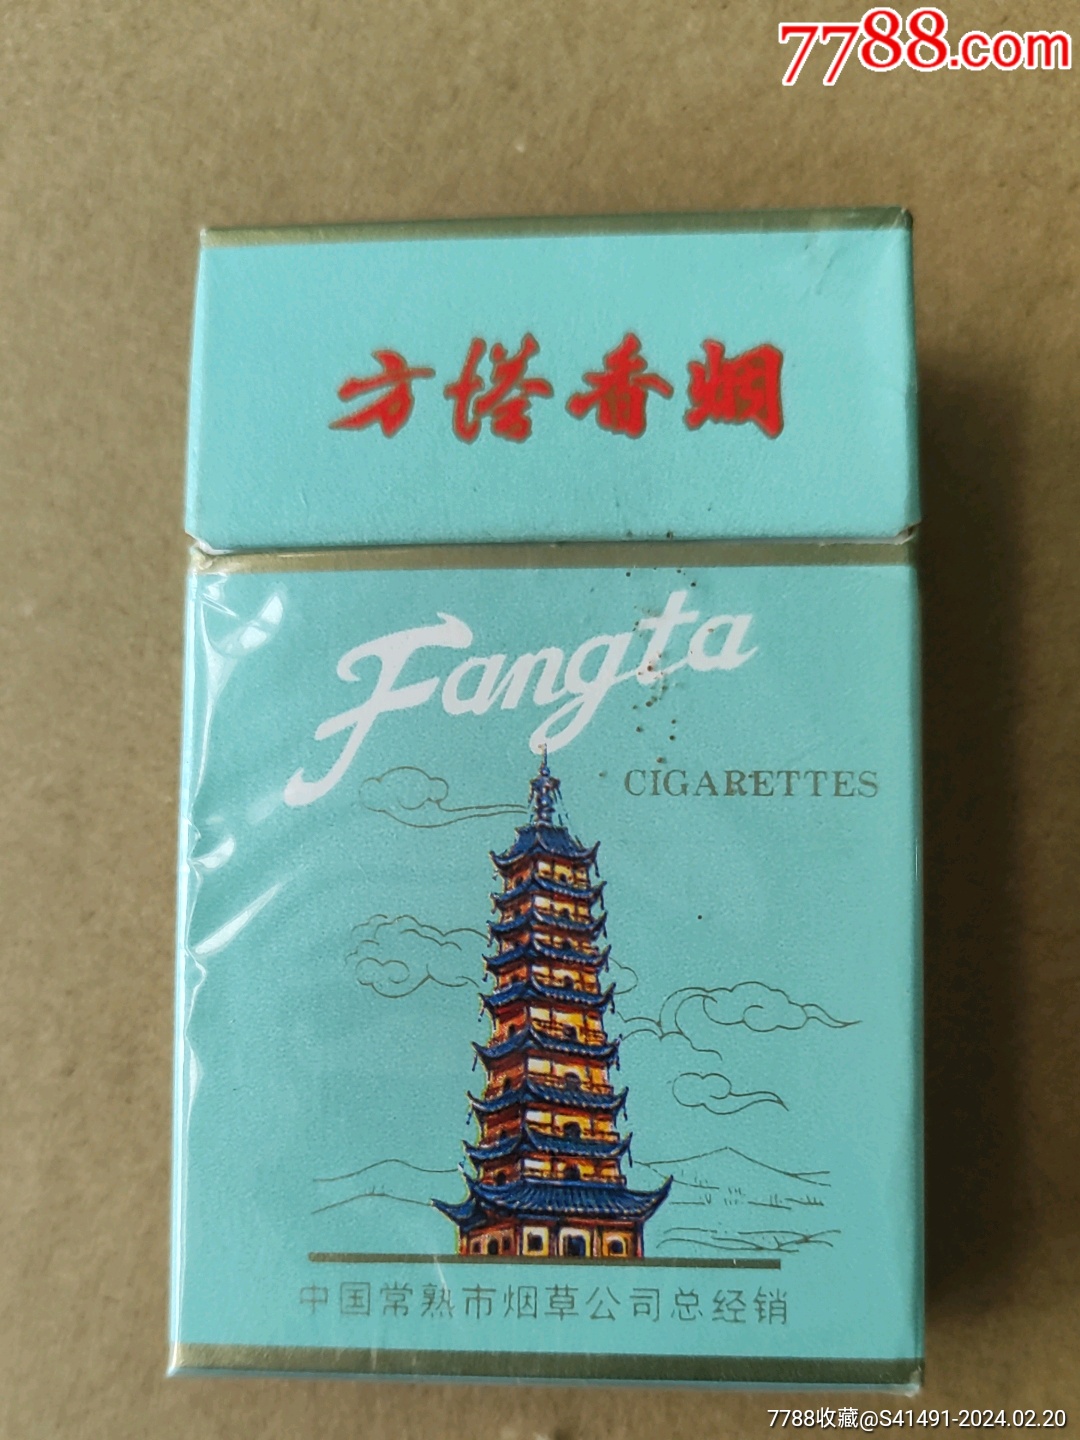 7788.com
方塔香烟
Fangta
CIGARETTES
中国常熟市烟草公司总经销
7788收藏@S41491-2024.02.20